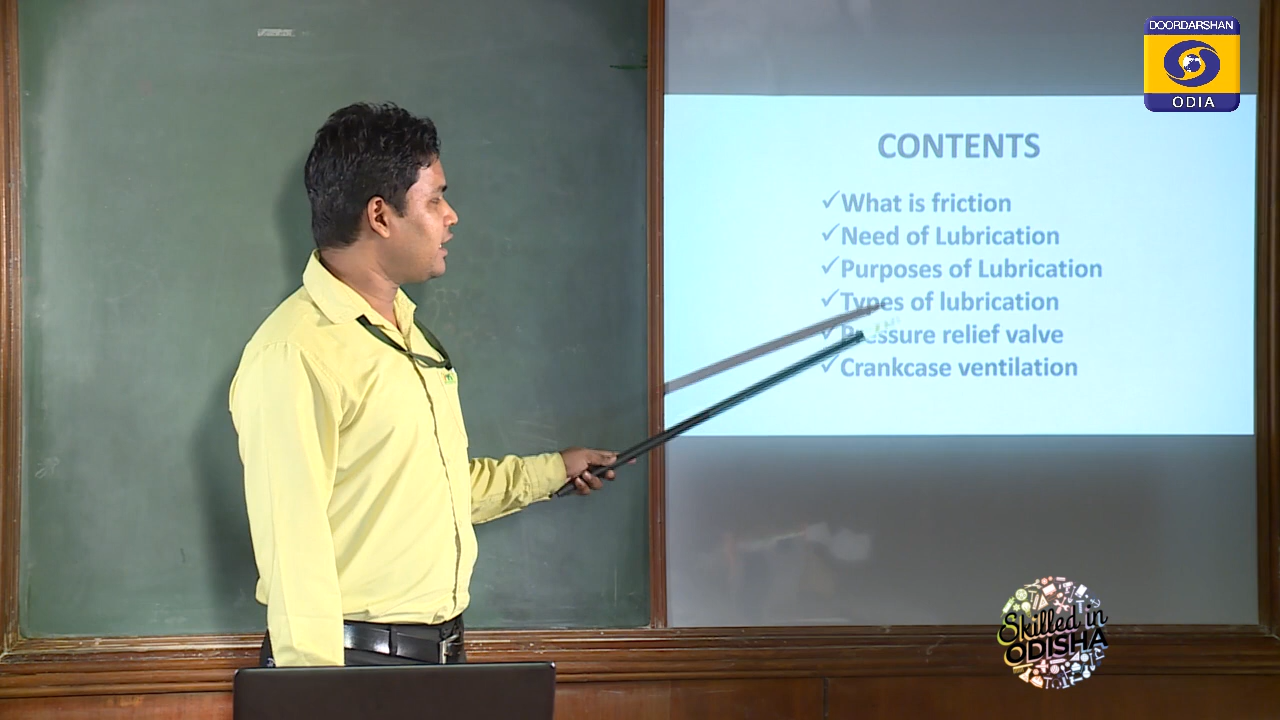 DOORDARSHAN
ODIA
CONTENTS
✓What is friction
✓Need of Lubrication
✓Purposes of Lubrication
✓Types of lubrication
✓Pressure relief valve
✓Crankcase ventilation
Skilled in
ODISHA